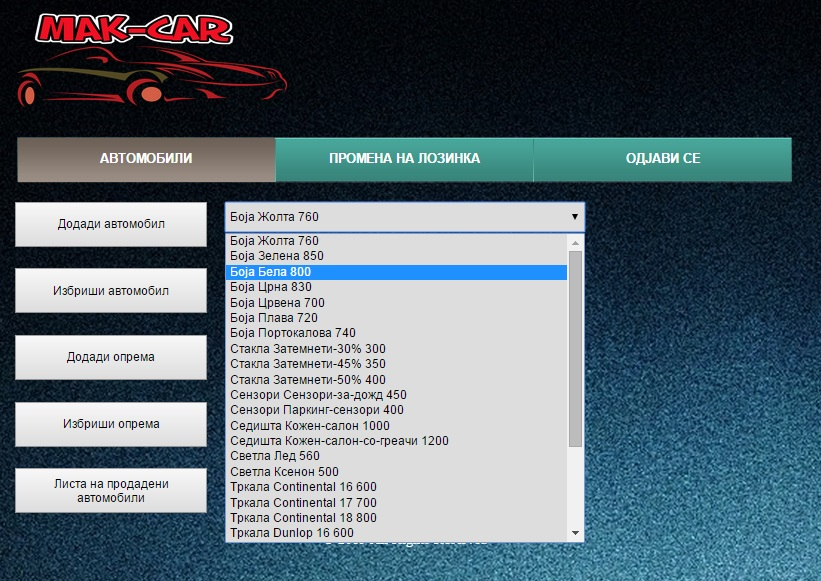 MAK-CAR
АВТОМОБИЛИ
ПРОМЕНА НА ЛОЗИНКА
ОДЈАВИ СЕ
Додади автомобил
Избриши автомобил
Додади опрема
Избриши опрема
Листа на продадени
автомобили
Боја Жолта 760
Боја Жолта 760
Боја Зелена 850
Боја Бела 800
Боја Црна 830
Боја Црвена 700
Боја Плава 720
Боја Портокалова 740
Стакла Затемнети-30% 300
Стакла Затемнети-45% 350
Стакла Затемнети-50% 400
Сензори Сензори-за-дожд 450
Сензори Паркинг-сензори 400
Седишта Кожен-салон 1000
Седишта Кожен-салон-со-греачи 1200
Светла Лед 560
Светла Ксенон 500
Тркала Continental 16 600
Тркала Continental 17 700
Тркала Continental 18 800
Тркала Dunlop 16 600